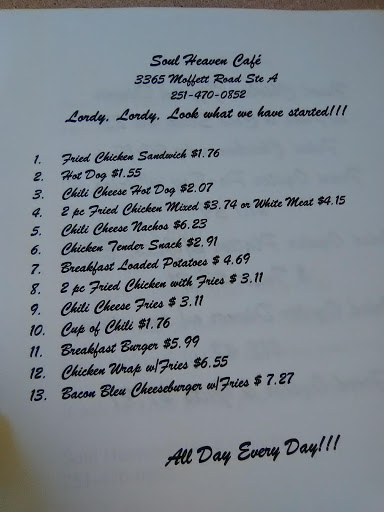 Soul Heaven Café
3365 Moffett Road Ste A
251-470-0852
Lordy, Lordy, Look what we have started!!!
1. Fried Chicken Sandwich $1.76
2. Hot Dog $1.55
3. Chili Cheese Hot Dog $2.07
4. 2 pc Fried Chicken Mixed $3.74 or White Meat $4.15
5. Chili Cheese Nachos $6.23
6. Chicken Tender Snack $2.91
7. Breakfast Loaded Potatoes $ 4.69
8. 2 pc Fried Chicken with Fries $ 3.11
9. Chili Cheese Fries $ 3.11
10. Cup of Chili $1.76
11. Breakfast Burger $5.99
12. Chicken Wrap w/Fries $6.55
13. Bacon Bleu Cheeseburger w/Fries $ 7.27
All Day Every Day!!!